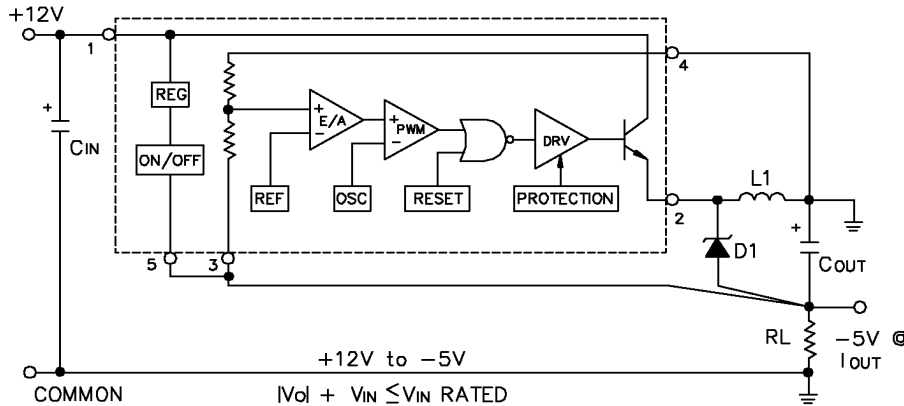 +12V
1
4
REG
+
E/A
−
+
PWM
−
DRV
+
CIN
ON/OFF
REF
OSC
RESET
PROTECTION
2
L1
5
3
D1
+
COUT
RL
−5V @
IOUT
+12V to −5V
COMMON
|Vo| + VIN ≤ VIN RATED